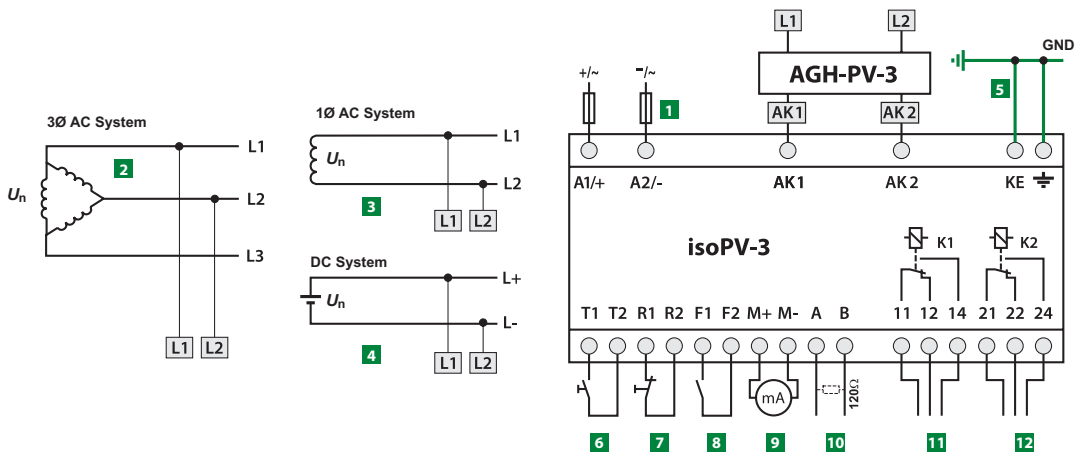 3Ø AC System
2
L1
Un
L2
L3
L1
L2
1Ø AC System
L1
Un
L2
3
L1
L2
DC System
L+
Un
L-
4
L1
L2
L1
L2
GND
+/~
-/~
AGH-PV-3
5
1
AK1
AK2
A1/+
A2/-
AK1
AK2
KE
isoPV-3
K1
K2
T1 T2 R1 R2 F1 F2 M+ M- A B 11 12 14 21 22 24
mA
120Ω
6
7
8
9
10
11
12